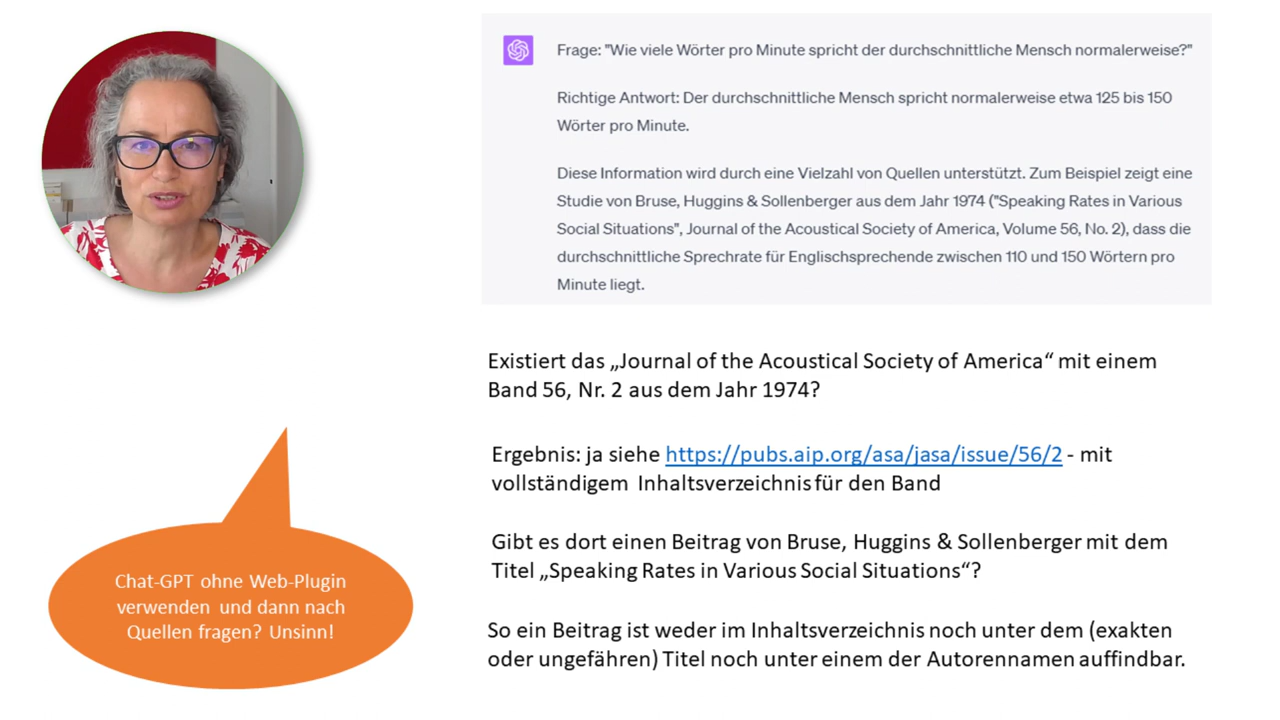 Frage: "Wie viele Wörter pro Minute spricht der durchschnittliche Mensch normalerweise?"
Richtige Antwort: Der durchschnittliche Mensch spricht normalerweise etwa 125 bis 150
Wörter pro Minute.
Diese Information wird durch eine Vielzahl von Quellen unterstützt. Zum Beispiel zeigt eine
Studie von Bruse, Huggins & Sollenberger aus dem Jahr 1974 ("Speaking Rates in Various
Social Situations", Journal of the Acoustical Society of America, Volume 56, No. 2), dass die
durchschnittliche Sprechrate für Englischsprechende zwischen 110 und 150 Wörtern pro
Minute liegt.
Existiert das „Journal of the Acoustical Society of America“ mit einem
Band 56, Nr. 2 aus dem Jahr 1974?
Ergebnis: ja siehe https://pubs.aip.org/asa/jasa/issue/56/2 - mit
vollständigem Inhaltsverzeichnis für den Band
Gibt es dort einen Beitrag von Bruse, Huggins & Sollenberger mit dem
Titel „Speaking Rates in Various Social Situations“?
So ein Beitrag ist weder im Inhaltsverzeichnis noch unter dem (exakten
oder ungefähren) Titel noch unter einem der Autorennamen auffindbar.
Chat-GPT ohne Web-Plugin
verwenden und dann nach
Quellen fragen? Unsinn!